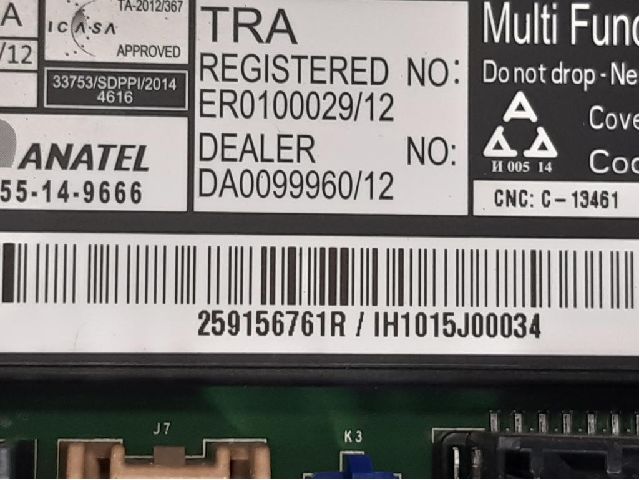 A
/12
TA-2012/367
ICASA
APPROVED
33753/SDPPI/2014
4616
ANATEL
55-14-9666
TRA
REGISTERED NO:
ER0100029/12
DEALER NO:
DA0099960/12
Multi Func
Do not drop - Ne
Cove
Coo
И 005 14
CNC: C-13461
259156761R / IH1015J00034
J7
K3